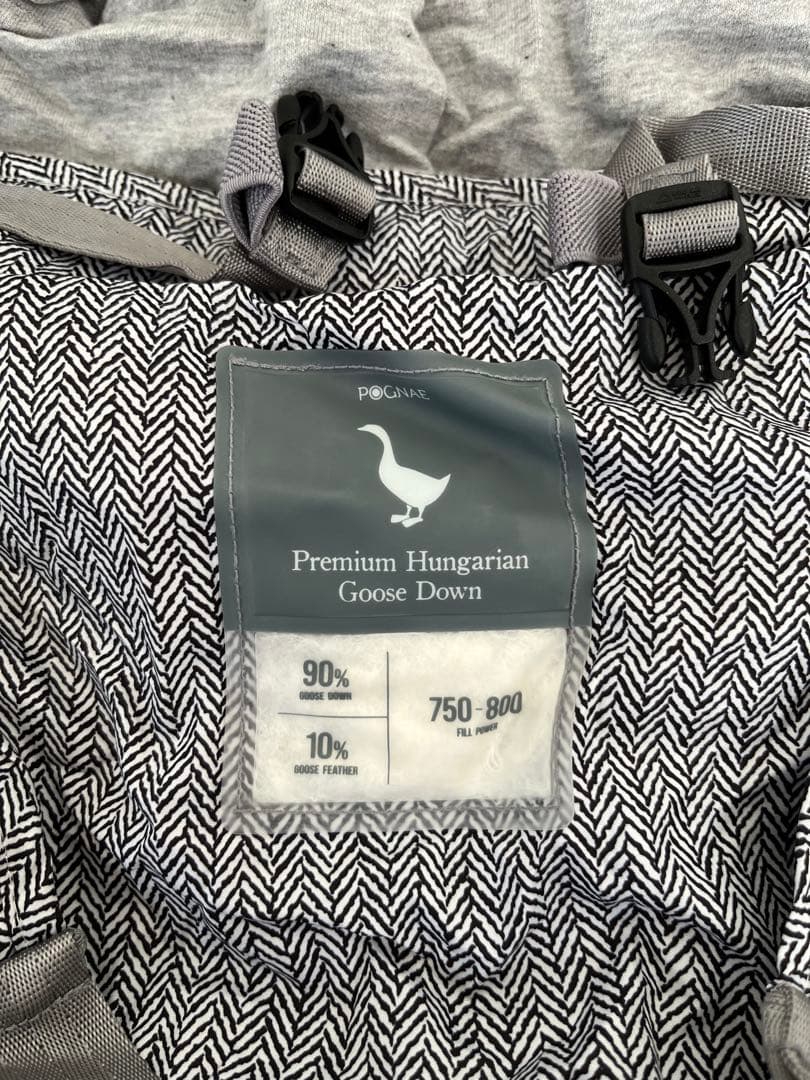 POGNAE
Premium Hungarian
Goose Down
90%
GOOSE DOWN
10%
GOOSE FEATHER
750-800
FILL POWER